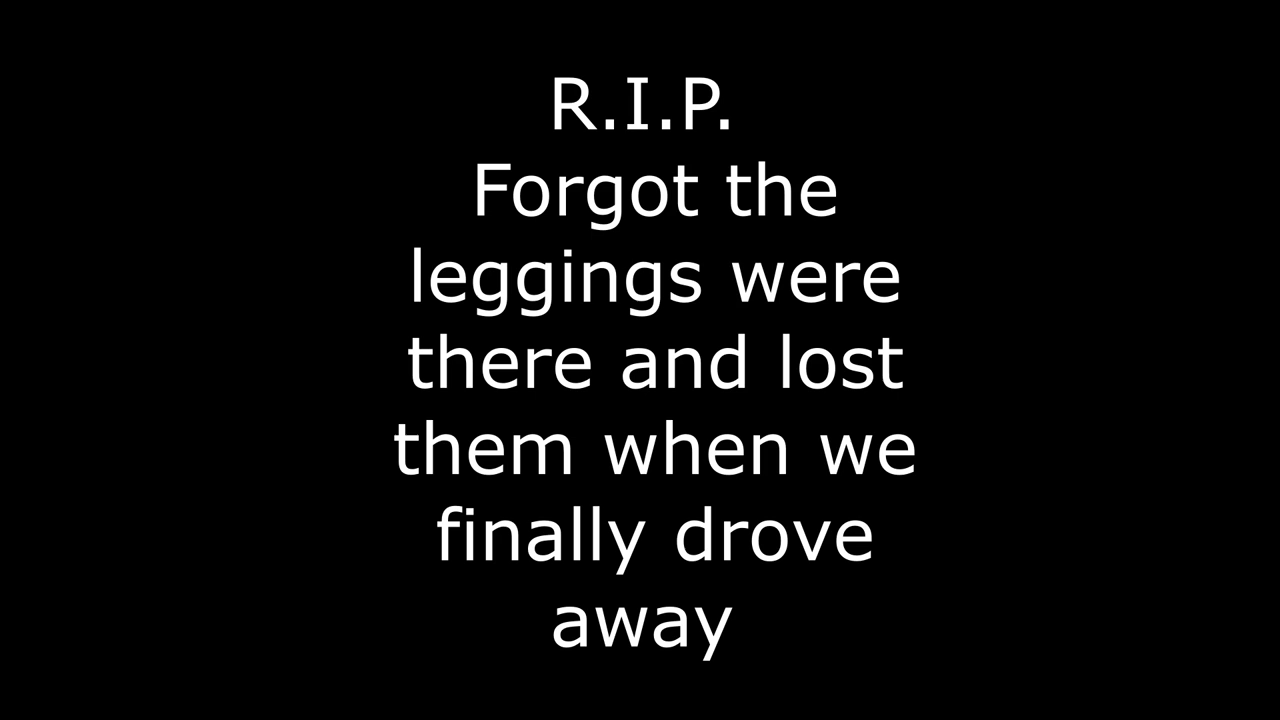 R.I.P.
Forgot the
leggings were
there and lost
them when we
finally drove
away